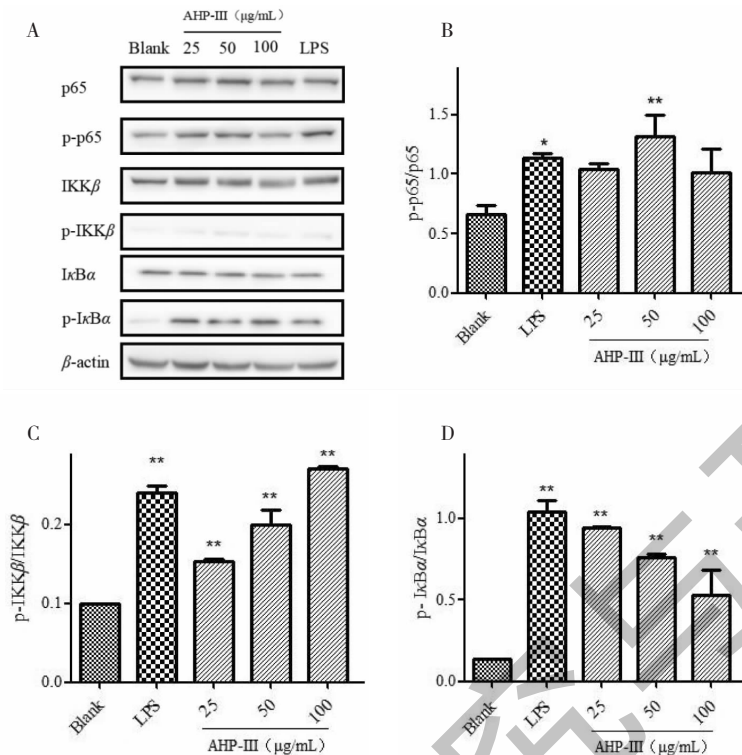 A
AHP-III（μg/mL）
Blank 25 50 100 LPS
p65
p-p65
IKKβ
p-IKKβ
IκBα
p-IκBα
β-actin
B
p-p65/p65
1.5
1.0
0.5
0.0
*
**
Blank LPS 25 50 100
AHP-III（μg/mL）
C
p-IKKβ/IKKβ
0.2
0.1
0.0
**
**
**
**
Blank LPS 25 50 100
AHP-III（μg/mL）
D
p- IκBα/IκBα
1.0
0.5
0.0
**
**
**
**
Blank LPS 25 50 100
AHP-III（μg/mL）